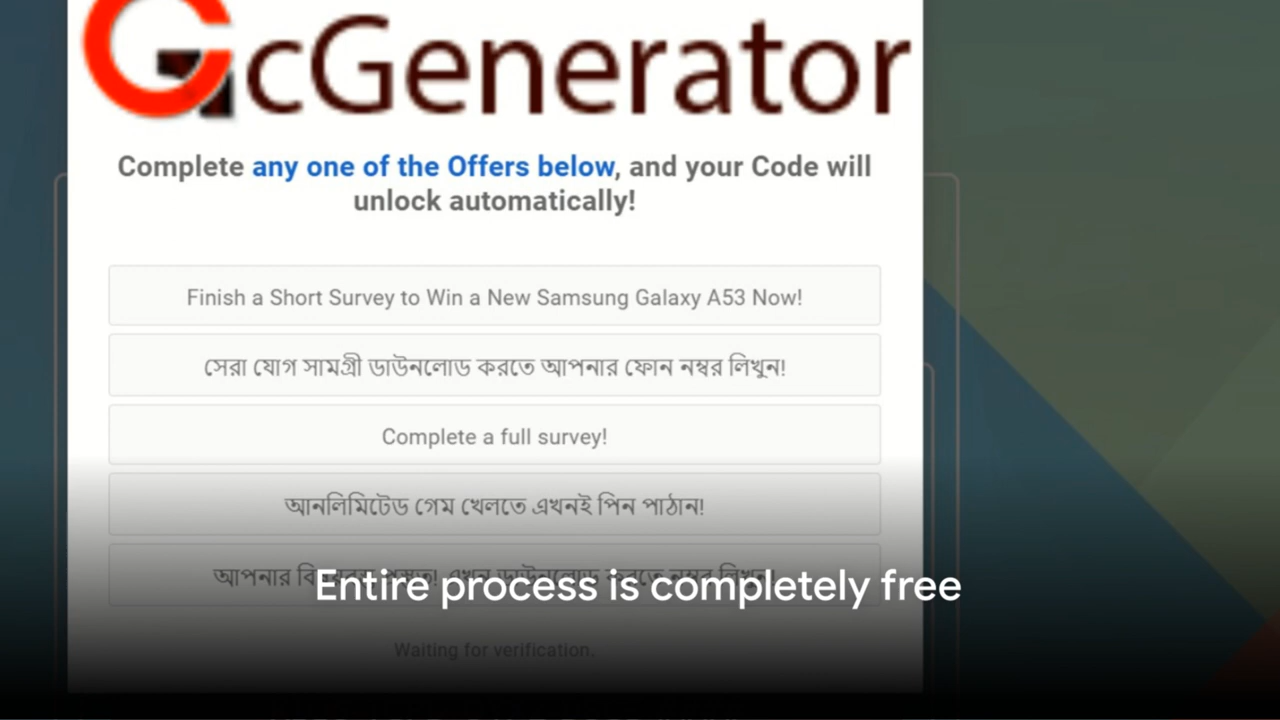 GcGenerator
Complete any one of the Offers below, and your Code will
unlock automatically!
Finish a Short Survey to Win a New Samsung Galaxy A53 Now!
সেরা যোগ সামগ্রী ডাউনলোড করতে আপনার ফোন নম্বর লিখুন!
Complete a full survey!
আনলিমিটেড গেম খেলতে এখনই পিন পাঠান!
আপনার
Entire process is completely free
Waiting for verification.